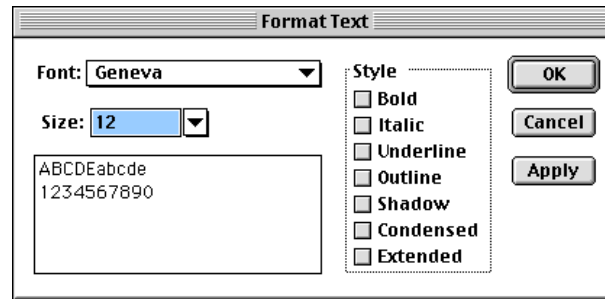 Format Text
Font: Geneva
Size: 12
ABCDEabcde
1234567890
Style
Bold
Italic
Underline
Outline
Shadow
Condensed
Extended
OK
Cancel
Apply